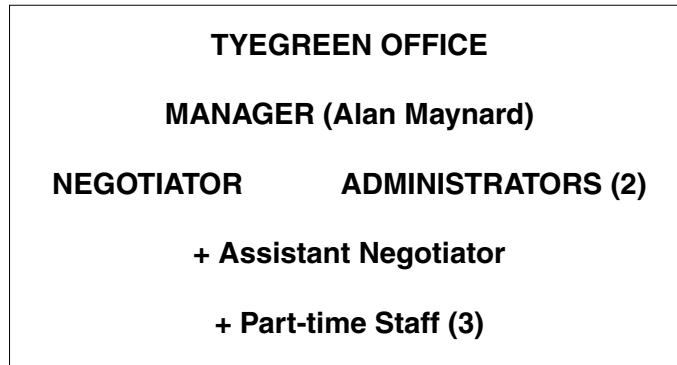 TYEGREEN OFFICE
MANAGER (Alan Maynard)
NEGOTIATOR ADMINISTRATORS (2)
+ Assistant Negotiator
+ Part-time Staff (3)